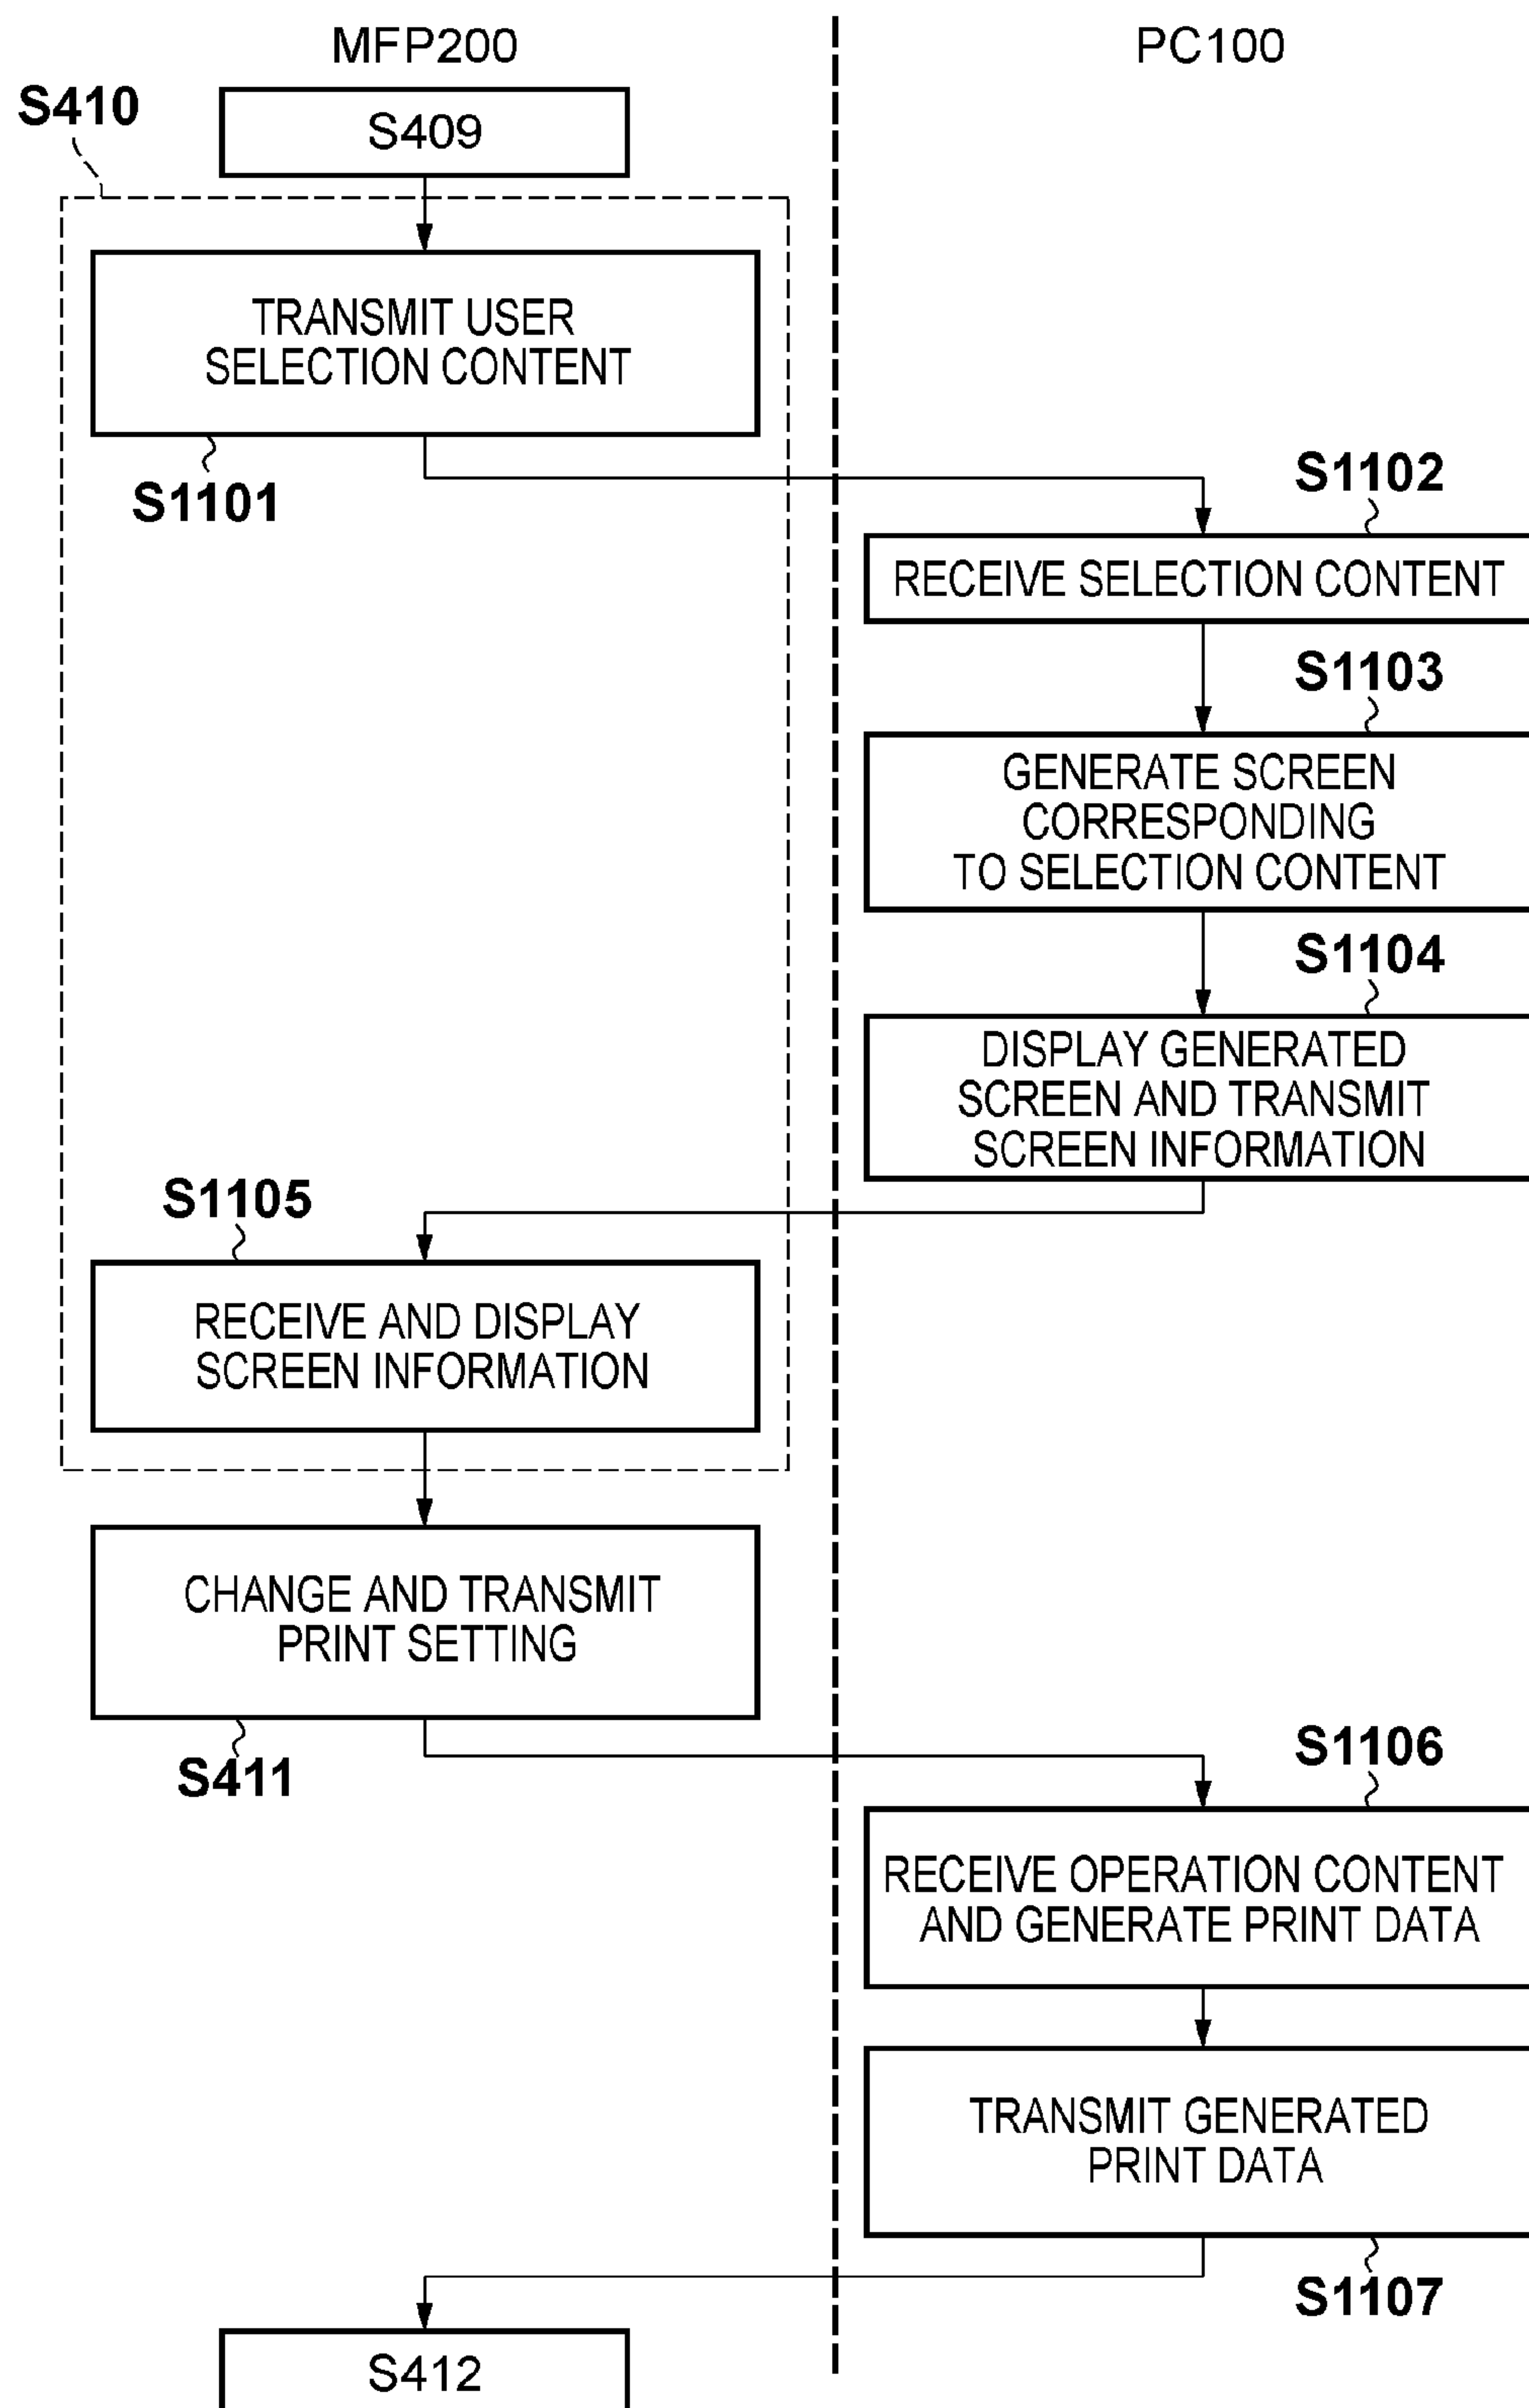 MFP200
PC100
S410
S409
TRANSMIT USER
SELECTION CONTENT
S1101
S1102
RECEIVE SELECTION CONTENT
S1103
GENERATE SCREEN
CORRESPONDING
TO SELECTION CONTENT
S1104
DISPLAY GENERATED
SCREEN AND TRANSMIT
SCREEN INFORMATION
S1105
RECEIVE AND DISPLAY
SCREEN INFORMATION
CHANGE AND TRANSMIT
PRINT SETTING
S411
S1106
RECEIVE OPERATION CONTENT
AND GENERATE PRINT DATA
TRANSMIT GENERATED
PRINT DATA
S1107
S412